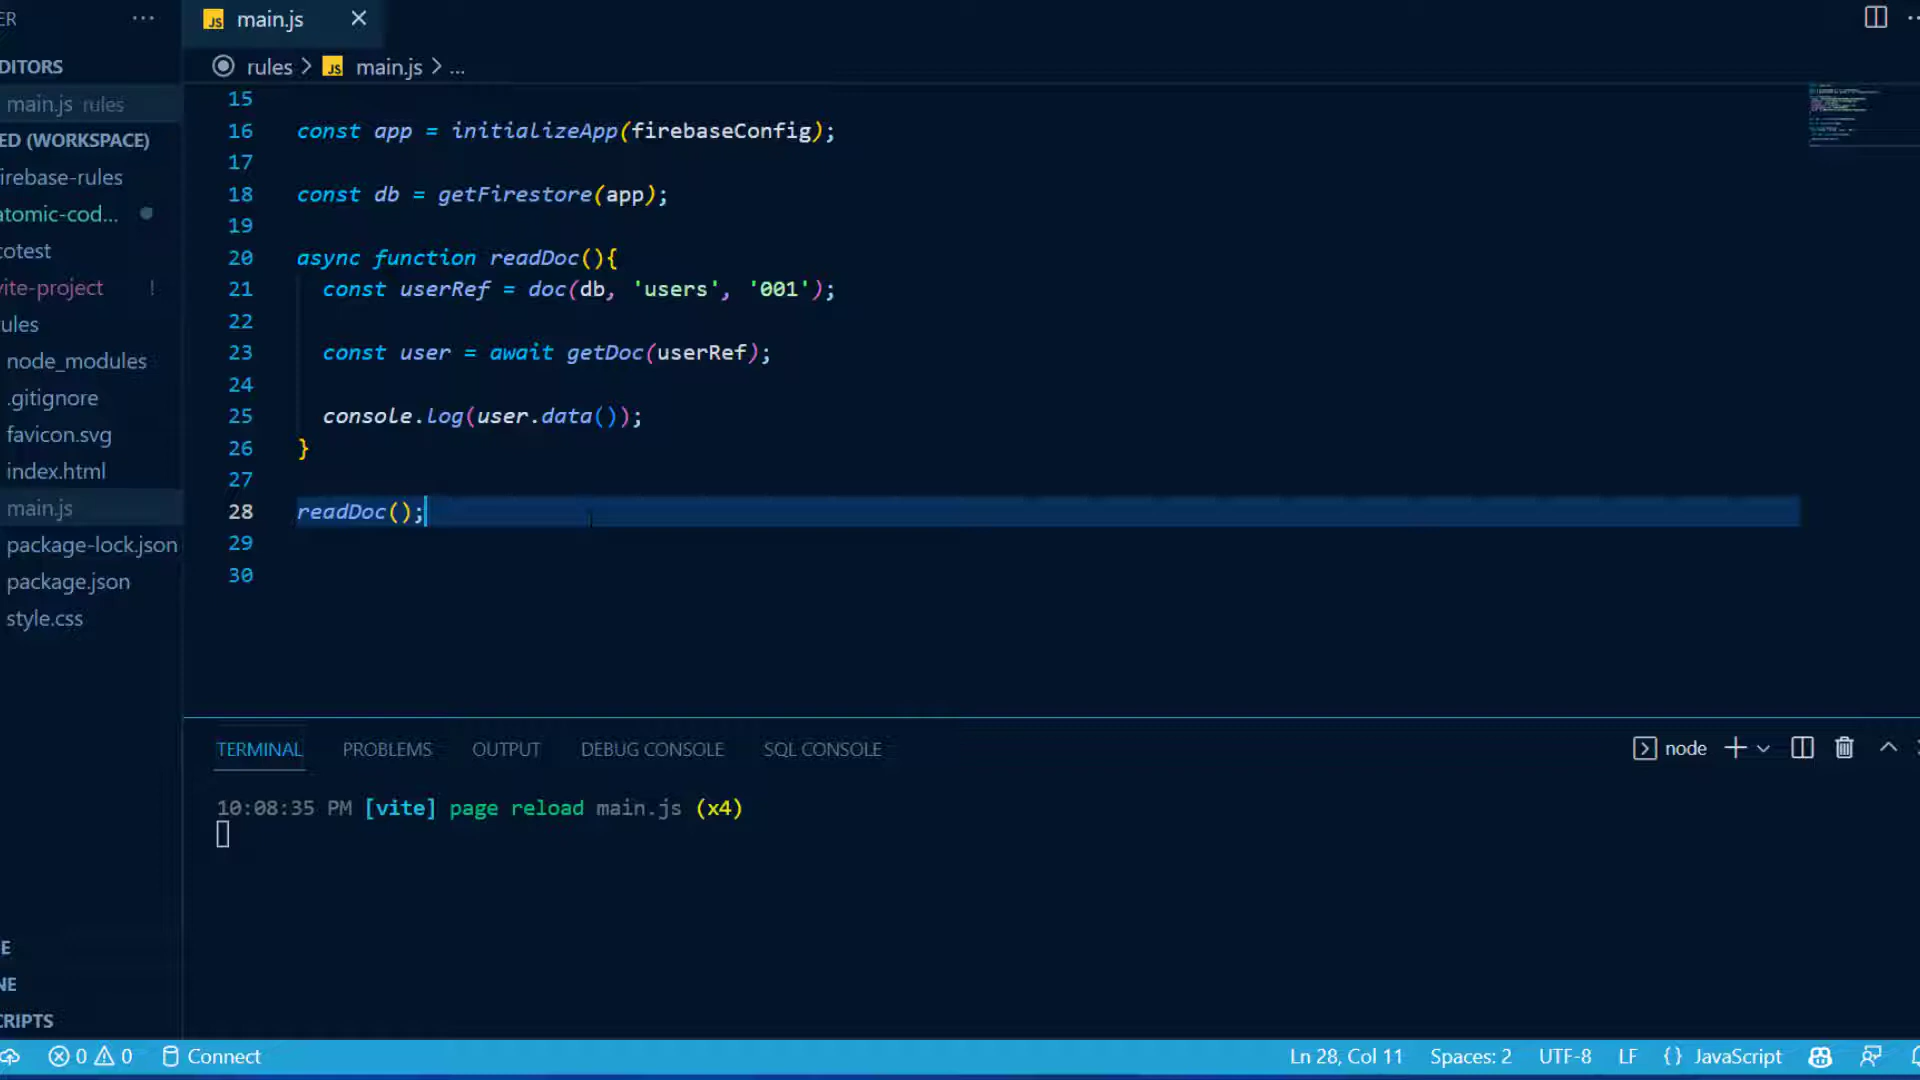 ER ...
main.js
DITORS
rules > main.js > ...
main.js rules
ED (WORKSPACE)
irebase-rules
atomic-cod...
cotest
vite-project !
ules
node_modules
.gitignore
favicon.svg
index.html
main.js
package-lock.json
package.json
style.css
E
NE
CRIPTS
15
16 const app = initializeApp(firebaseConfig);
17
18 const db = getFirestore(app);
19
20 async function readDoc(){
21 const userRef = doc(db, 'users', '001');
22
23 const user = await getDoc(userRef);
24
25 console.log(user.data());
26 }
27
28 readDoc();
29
30
TERMINAL PROBLEMS OUTPUT DEBUG CONSOLE SQL CONSOLE node
10:08:35 PM [vite] page reload main.js (x4)
0 0 Connect Ln 28, Col 11 Spaces: 2 UTF-8 LF {} JavaScript